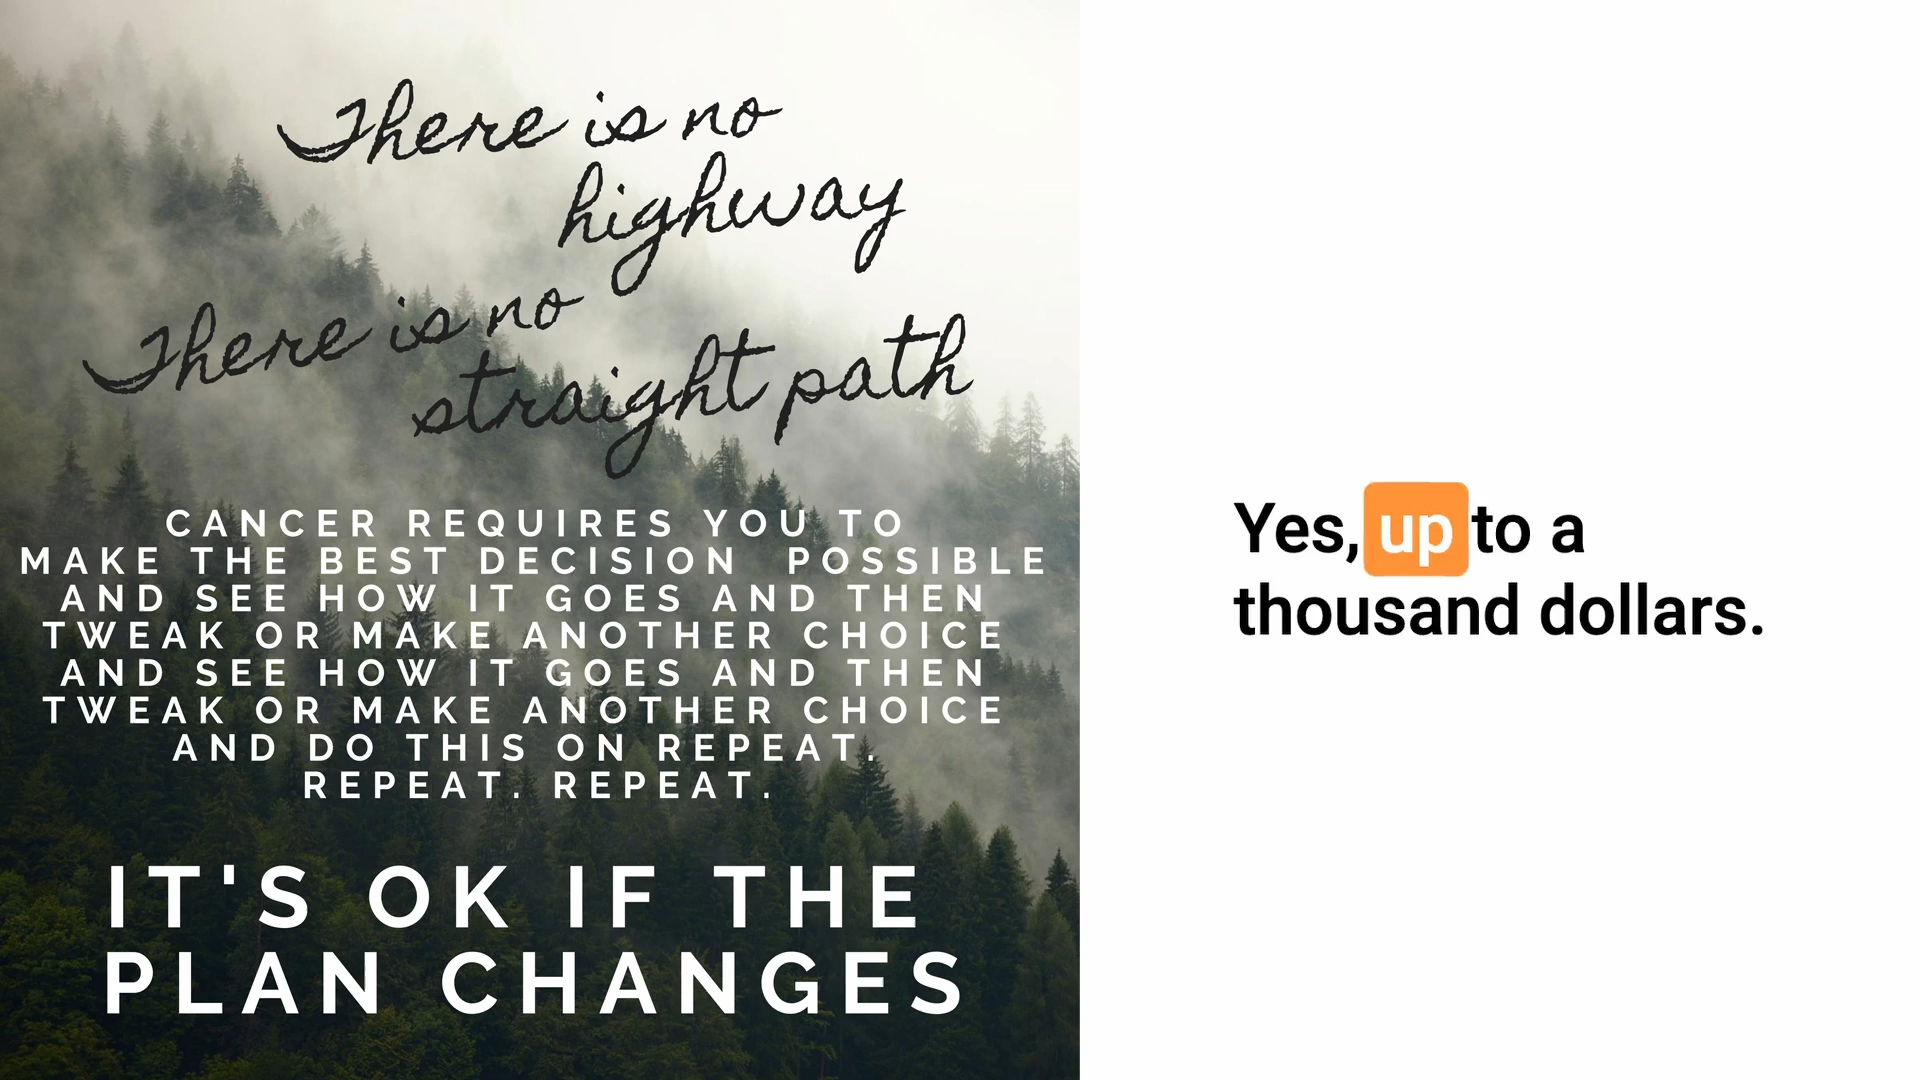 There is no
highway
There is no
straight path
CANCER REQUIRES YOU TO
MAKE THE BEST DECISION POSSIBLE
AND SEE HOW IT GOES AND THEN
TWEAK OR MAKE ANOTHER CHOICE
AND SEE HOW IT GOES AND THEN
TWEAK OR MAKE ANOTHER CHOICE
AND DO THIS ON REPEAT.
REPEAT. REPEAT.
IT'S OK IF THE
PLAN CHANGES
Yes, up to a
thousand dollars.